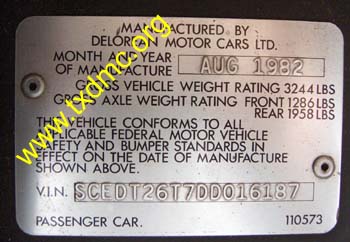 MANUFACTURED BY
DELOREAN MOTOR CARS LTD.
MONTH AND YEAR
OF MANUFACTURE AUG 1982
GROSS VEHICLE WEIGHT RATING 3244 LBS
GROSS AXLE WEIGHT RATING FRONT 1286 LBS
REAR 1958 LBS
THE VEHICLE CONFORMS TO ALL
APPLICABLE FEDERAL MOTOR VEHICLE
SAFETY AND BUMPER STANDARDS IN
EFFECT ON THE DATE OF MANUFACTURE
SHOWN ABOVE.
V.I.N. SCEDT26T7DD016187
PASSENGER CAR. 110573
www.txdmc.org